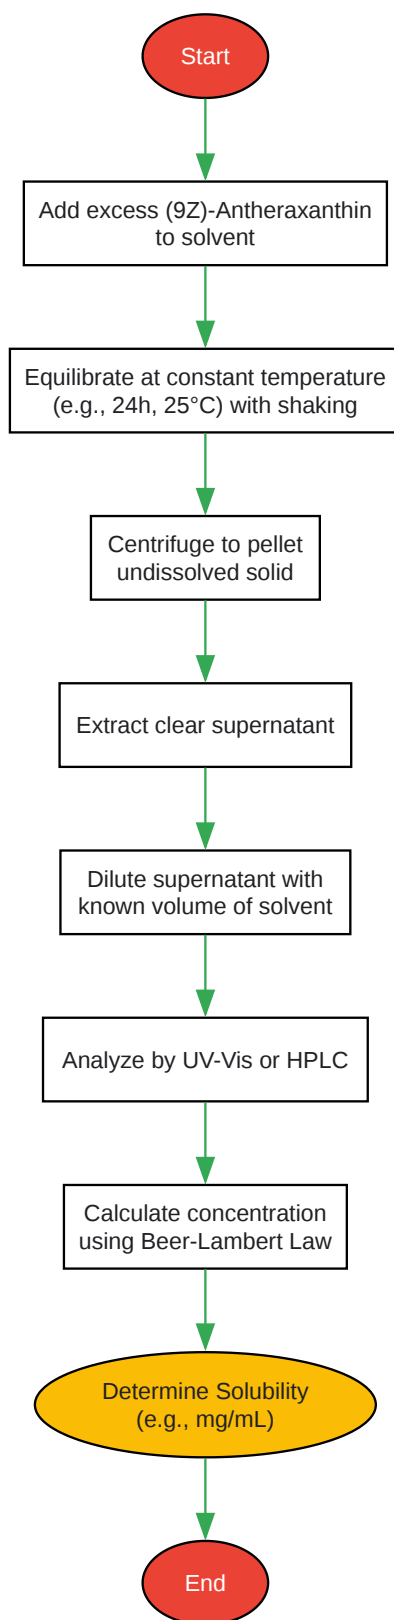 Start
Add excess (9Z)-Antheraxanthin
to solvent
Equilibrate at constant temperature
(e.g., 24h, 25°C) with shaking
Centrifuge to pellet
undissolved solid
Extract clear supernatant
Dilute supernatant with
known volume of solvent
Analyze by UV-Vis or HPLC
Calculate concentration
using Beer-Lambert Law
Determine Solubility
(e.g., mg/mL)
End